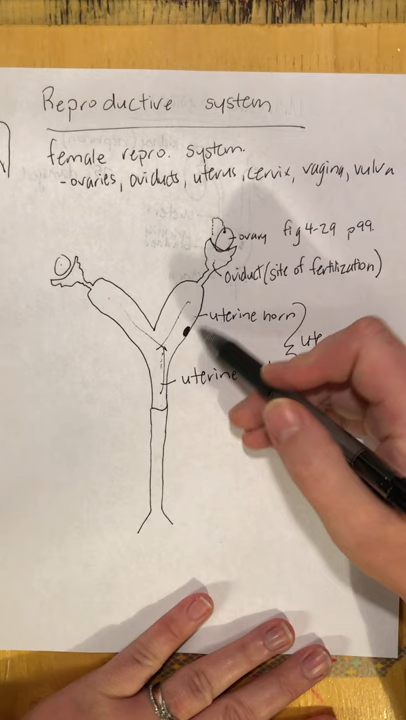 Reproductive system
female repro. system.
- ovaries, oviducts, uterus, cervix, vagina, vulva
ovary fig 4-29 p99.
oviduct (site of fertilization)
uterine horn
uterine